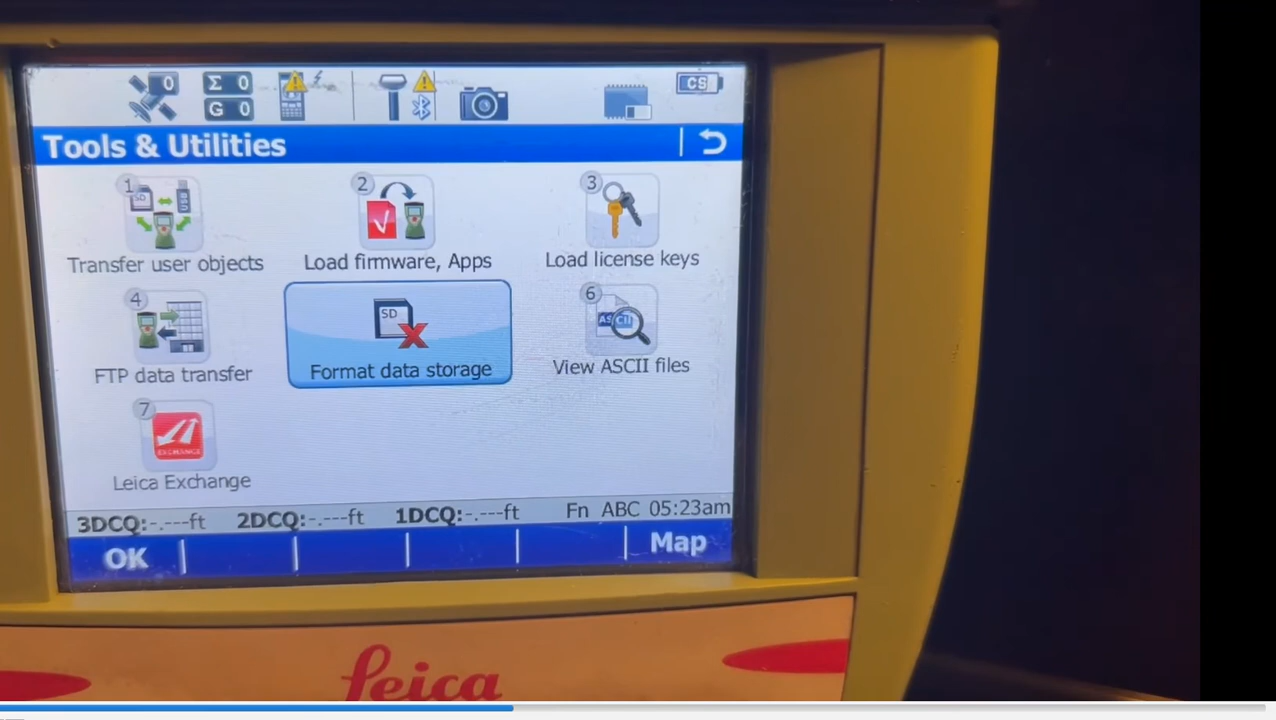 0 Σ 0 CS
G 0
Tools & Utilities
1 2 3
SD
Transfer user objects Load firmware, Apps Load license keys
4 SD 6
ASCII
FTP data transfer Format data storage View ASCII files
7
EXCHANGE
Leica Exchange
3DCQ:-.---ft 2DCQ:-.---ft 1DCQ:-.---ft Fn ABC 05:23am
OK Map
Leica